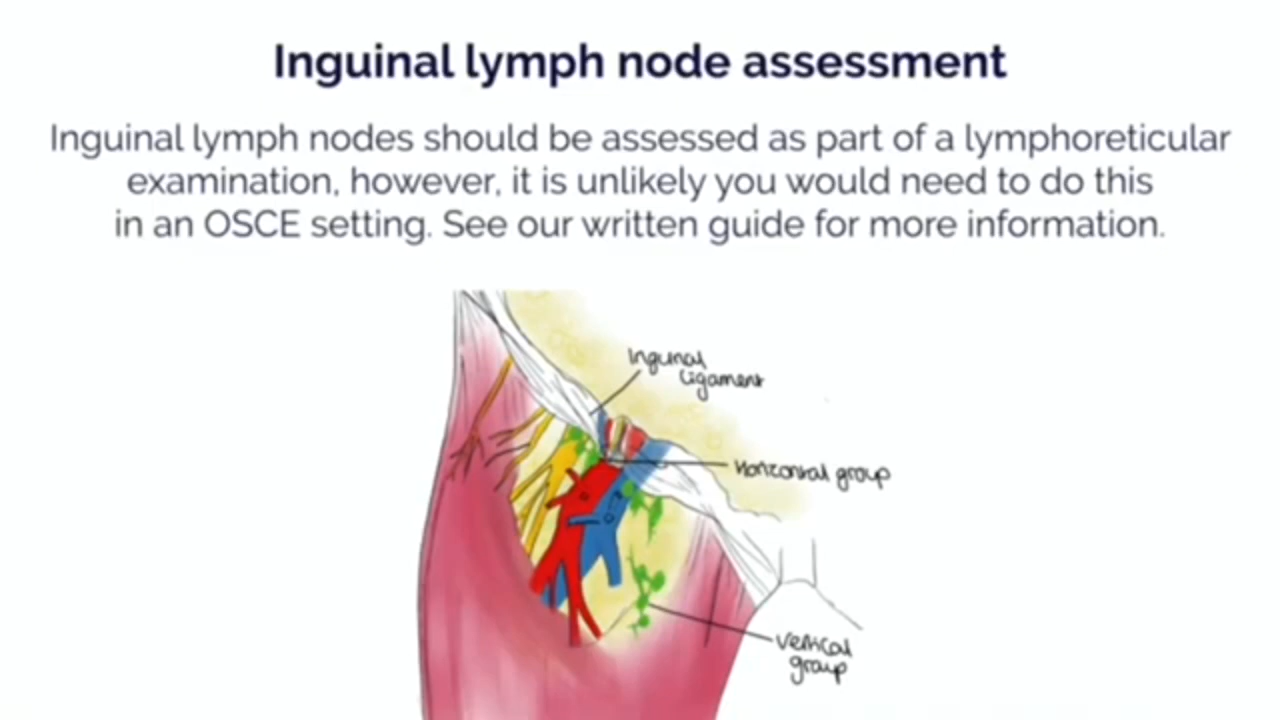 Inguinal lymph node assessment
Inguinal lymph nodes should be assessed as part of a lymphoreticular
examination, however, it is unlikely you would need to do this
in an OSCE setting. See our written guide for more information.
Inguinal
Ligament
Horizontal group
Vertical
group